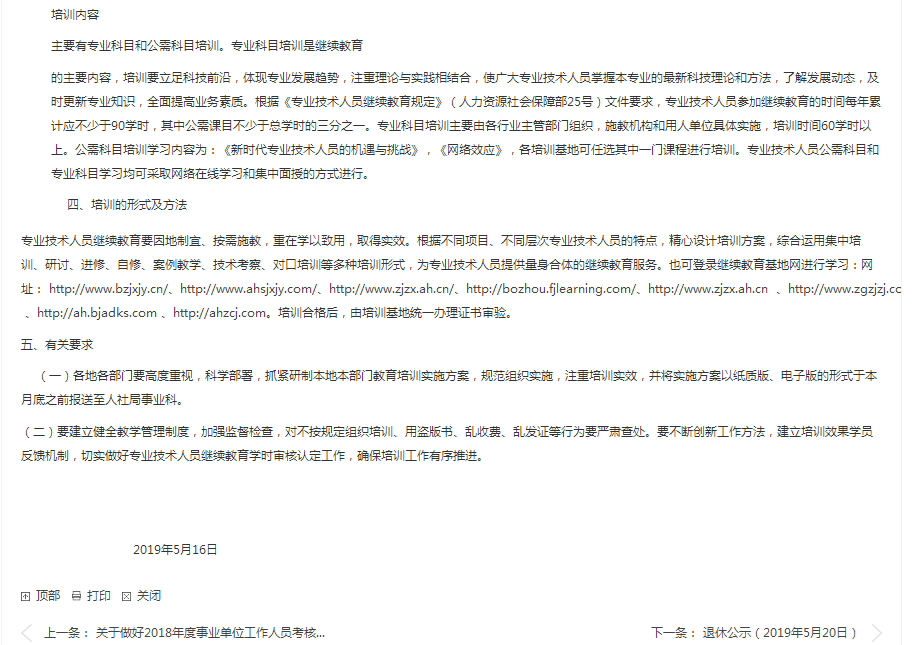 培训内容
主要有专业科目和公需科目培训。专业科目培训是继续教育
的主要内容，培训要立足科技前沿，体现专业发展趋势，注重理论与实践相结合，使广大专业技术人员掌握本专业的最新科技理论和方法，了解发展动态，及
时更新专业知识，全面提高业务素质。根据《专业技术人员继续教育规定》（人力资源社会保障部25号）文件要求，专业技术人员参加继续教育的时间每年累
计应不少于90学时，其中公需课目不少于总学时的三分之一。专业科目培训主要由各行业主管部门组织，施教机构和用人单位具体实施，培训时间60学时以
上。公需科目培训学习内容为：《新时代专业技术人员的机遇与挑战》，《网络效应》，各培训基地可任选其中一门课程进行培训。专业技术人员公需科目和
专业科目学习均可采取网络在线学习和集中面授的方式进行。
四、培训的形式及方法
专业技术人员继续教育要因地制宜、按需施教，重在学以致用，取得实效。根据不同项目、不同层次专业技术人员的特点，精心设计培训方案，综合运用集中培
训、研讨、进修、自修、案例教学、技术考察、对口培训等多种培训形式，为专业技术人员提供量身合体的继续教育服务。也可登录继续教育基地网进行学习：网
址： http://www.bzjxjy.cn/、http://www.ahsjxjy.com/、http://www.zjzx.ah.cn/、http://bozhou.fjlearning.com/、http://www.zjzx.ah.cn 、http://www.zgzjzj.cc
、http://ah.bjadks.com 、http://ahzcj.com。培训合格后，由培训基地统一办理证书审验。
五、有关要求
（一）各地各部门要高度重视，科学部署，抓紧研制本地本部门教育培训实施方案，规范组织实施，注重培训实效，并将实施方案以纸质版、电子版的形式于本
月底之前报送至人社局事业科。
（二）要建立健全教学管理制度，加强监督检查，对不按规定组织培训、用盗版书、乱收费、乱发证等行为要严肃查处。要不断创新工作方法，建立培训效果学员
反馈机制，切实做好专业技术人员继续教育学时审核认定工作，确保培训工作有序推进。
2019年5月16日
顶部 打印 关闭
上一条： 关于做好2018年度事业单位工作人员考核... 下一条： 退休公示（2019年5月20日）